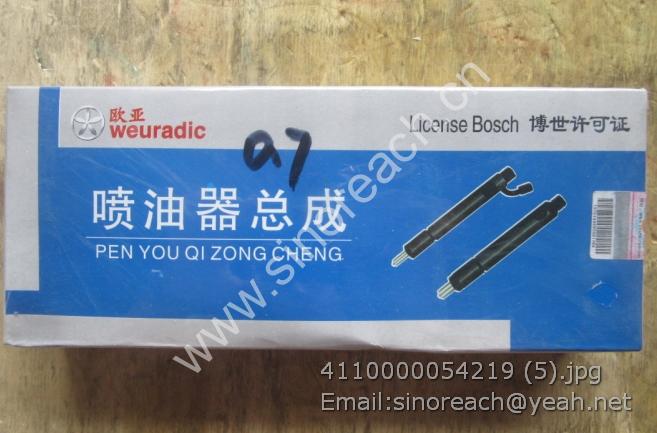 欧亚
weuradic
License Bosch 博世许可证
07
喷油器总成
PEN YOU QI ZONG CHENG
www.sinoreach.cn
4110000054219 (5).jpg
Email:sinoreach@yeah.net